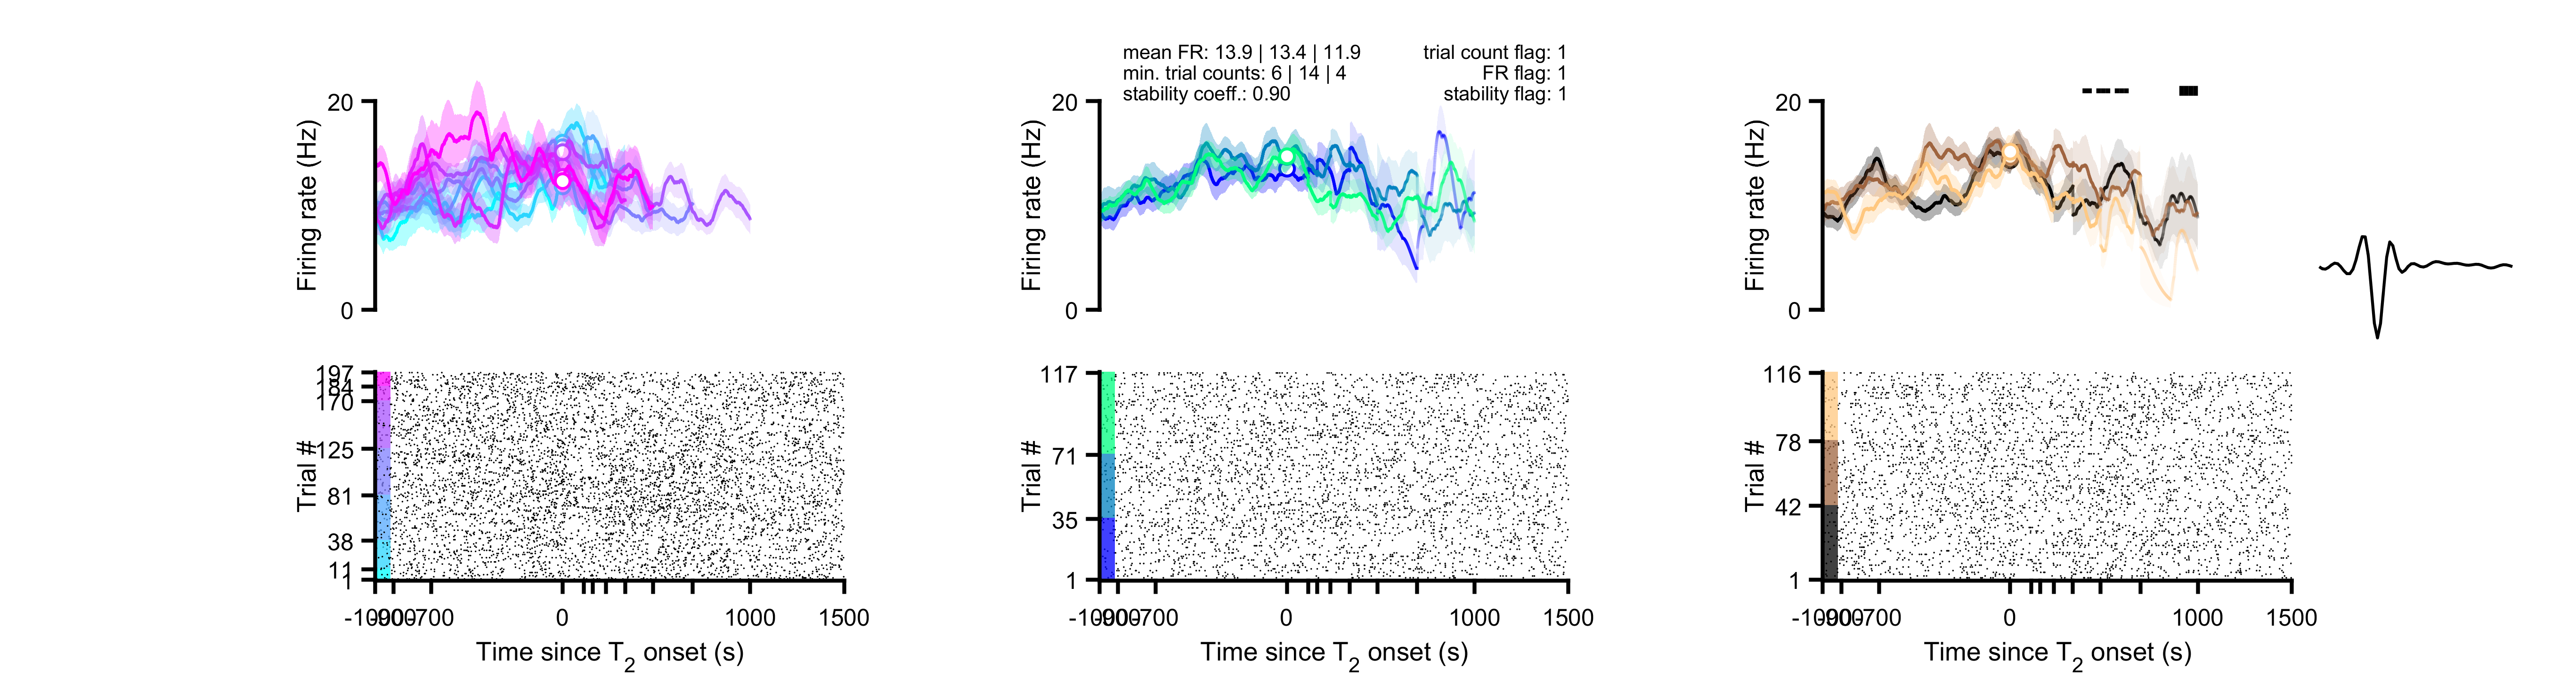 mean FR: 13.9 | 13.4 | 11.9
min. trial counts: 6 | 14 | 4
stability coeff.: 0.90
trial count flag: 1
FR flag: 1
stability flag: 1
20
0
Firing rate (Hz)
20
0
Firing rate (Hz)
20
0
Firing rate (Hz)
197
184
170
125
81
38
11
1
Trial #
117
71
35
1
Trial #
116
78
42
1
Trial #
-1000
-900
-700
0
1000
1500
Time since T2 onset (s)
-1000
-900
-700
0
1000
1500
Time since T2 onset (s)
-1000
-900
-700
0
1000
1500
Time since T2 onset (s)